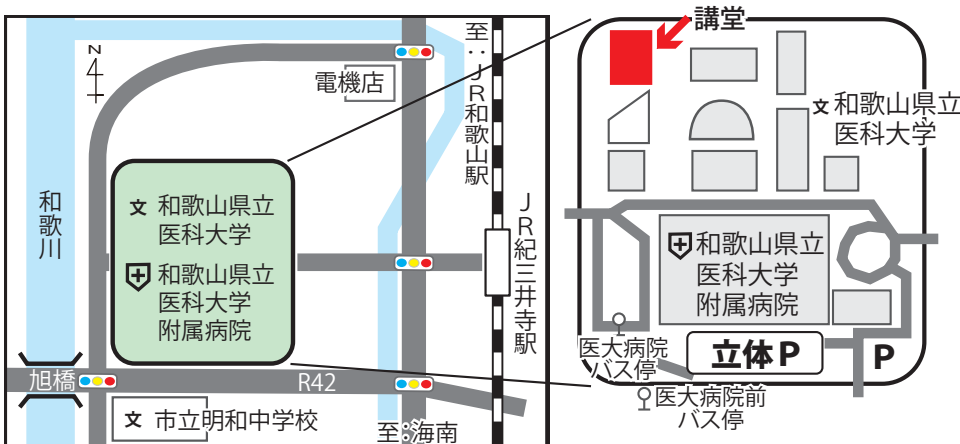 N
電機店
至:JR和歌山駅
和歌川
和歌山県立
医科大学
和歌山県立
医科大学
附属病院
JR紀三井寺駅
旭橋
R42
市立明和中学校
至:海南
講堂
和歌山県立
医科大学
和歌山県立
医科大学
附属病院
医大病院
バス停
立体P
P
医大病院前
バス停